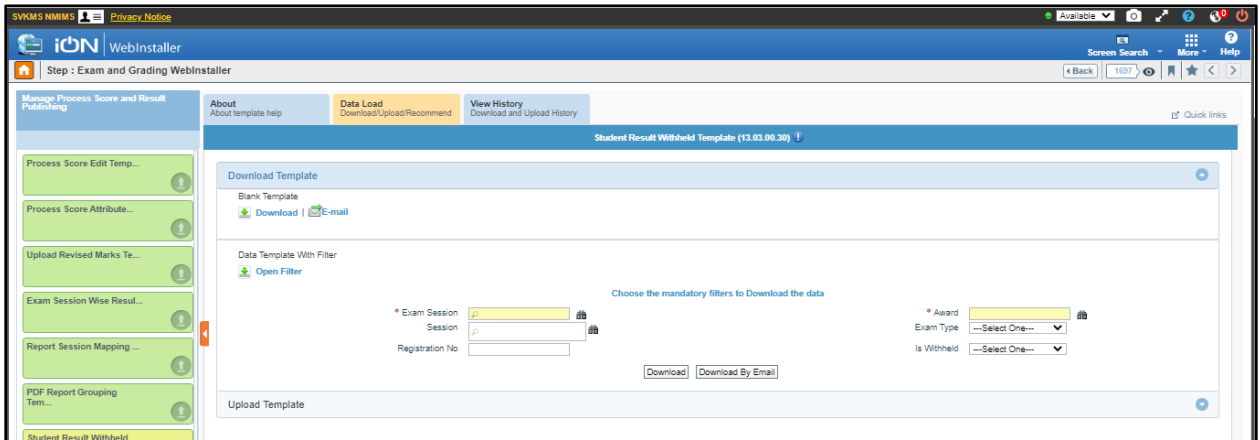 SVKMS NMIMS Privacy Notice Available 0
iON WebInstaller Screen Search More Help
Step : Exam and Grading WebInstaller Back 1697
Manage Process Score and Result
Publishing
About Data Load View History
About template help Download/Upload/Recommend Download and Upload History Quick links
Student Result Withheld Template (13.03.00.30)
Process Score Edit Temp...
Process Score Attribute...
Upload Revised Marks Te...
Exam Session Wise Resul...
Report Session Mapping ...
PDF Report Grouping
Tem...
Student Result Withheld
Download Template
Blank Template
Download | E-mail
Data Template With Filter
Open Filter
Choose the mandatory filters to Download the data
* Exam Session * Award
Session Exam Type ---Select One---
Registration No Is Withheld ---Select One---
Download Download By Email
Upload Template